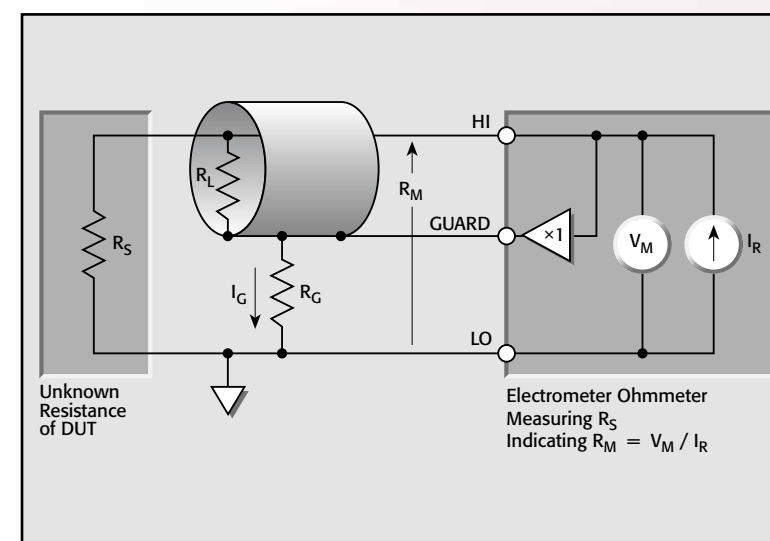 HI
R_L
R_M
R_S
GUARD
×1
V_M
I_R
I_G
R_G
LO
Unknown
Resistance
of DUT
Electrometer Ohmmeter
Measuring R_S
Indicating R_M = V_M / I_R